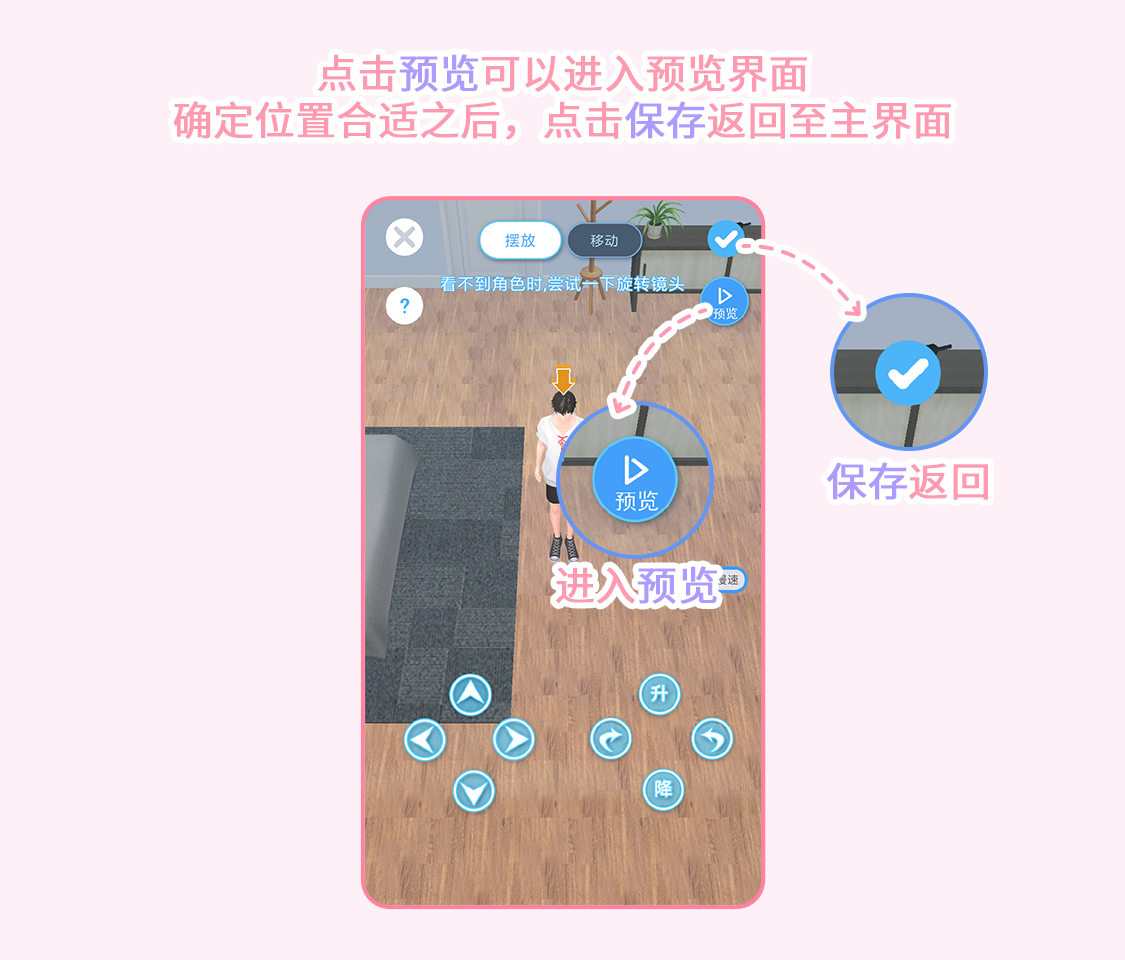 点击预览可以进入预览界面
确定位置合适之后，点击保存返回至主界面
摆放
移动
看不到角色时,尝试一下旋转镜头
?
预览
预览
保存返回
进入预览
慢速
升
降